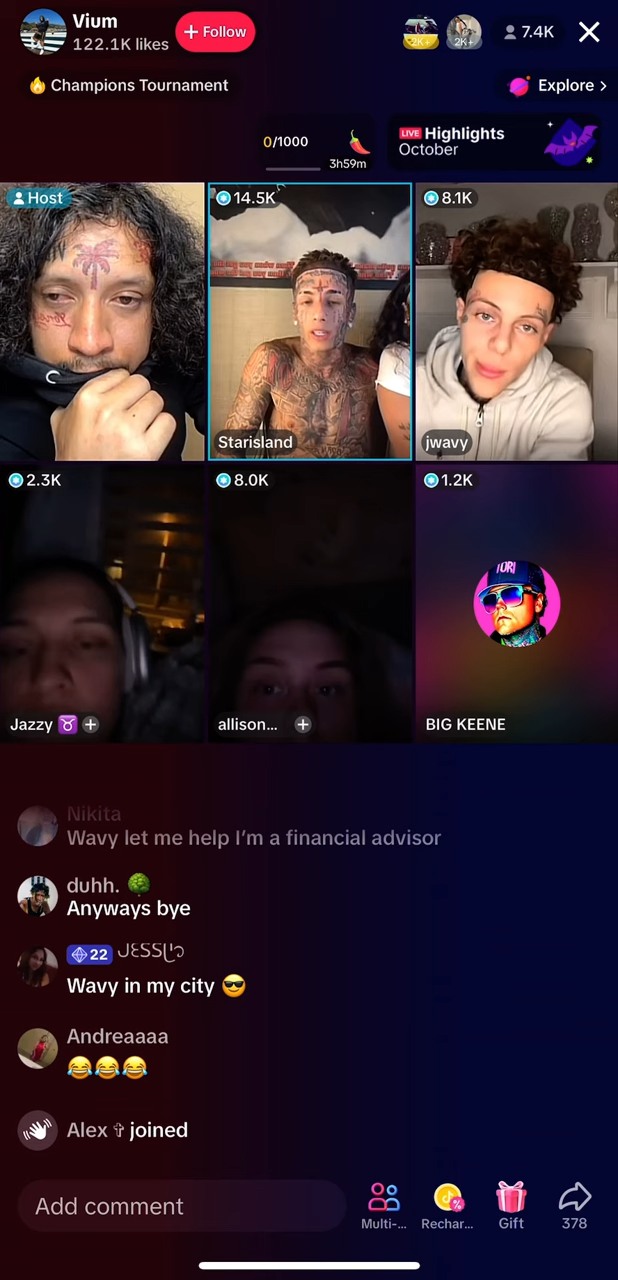 Vium
122.1K likes
+ Follow
2K+
2K+
7.4K
Champions Tournament
Explore >
0/1000
3h59m
LIVE Highlights
October
Host
14.5K
8.1K
Starisland
jwavy
2.3K
8.0K
1.2K
Jazzy ♉
allison...
BIG KEENE
Nikita
Wavy let me help I'm a financial advisor
duhh. 🌳
Anyways bye
22
Wavy in my city 😎
Andreaaaa
😂😂😂
Alex ✞ joined
Add comment
Multi-...
Rechar...
Gift
378